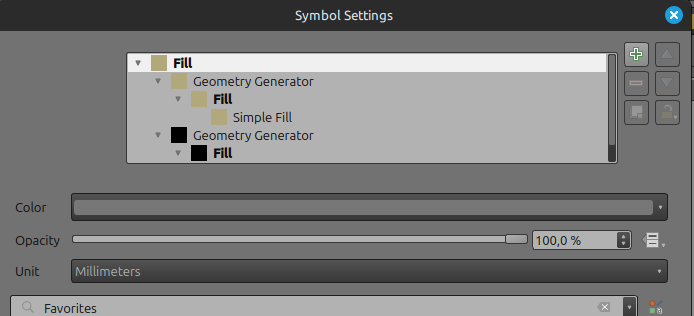 Symbol Settings
Fill
Geometry Generator
Fill
Simple Fill
Geometry Generator
Fill
Color
Opacity 100,0 %
Unit Millimeters
Favorites